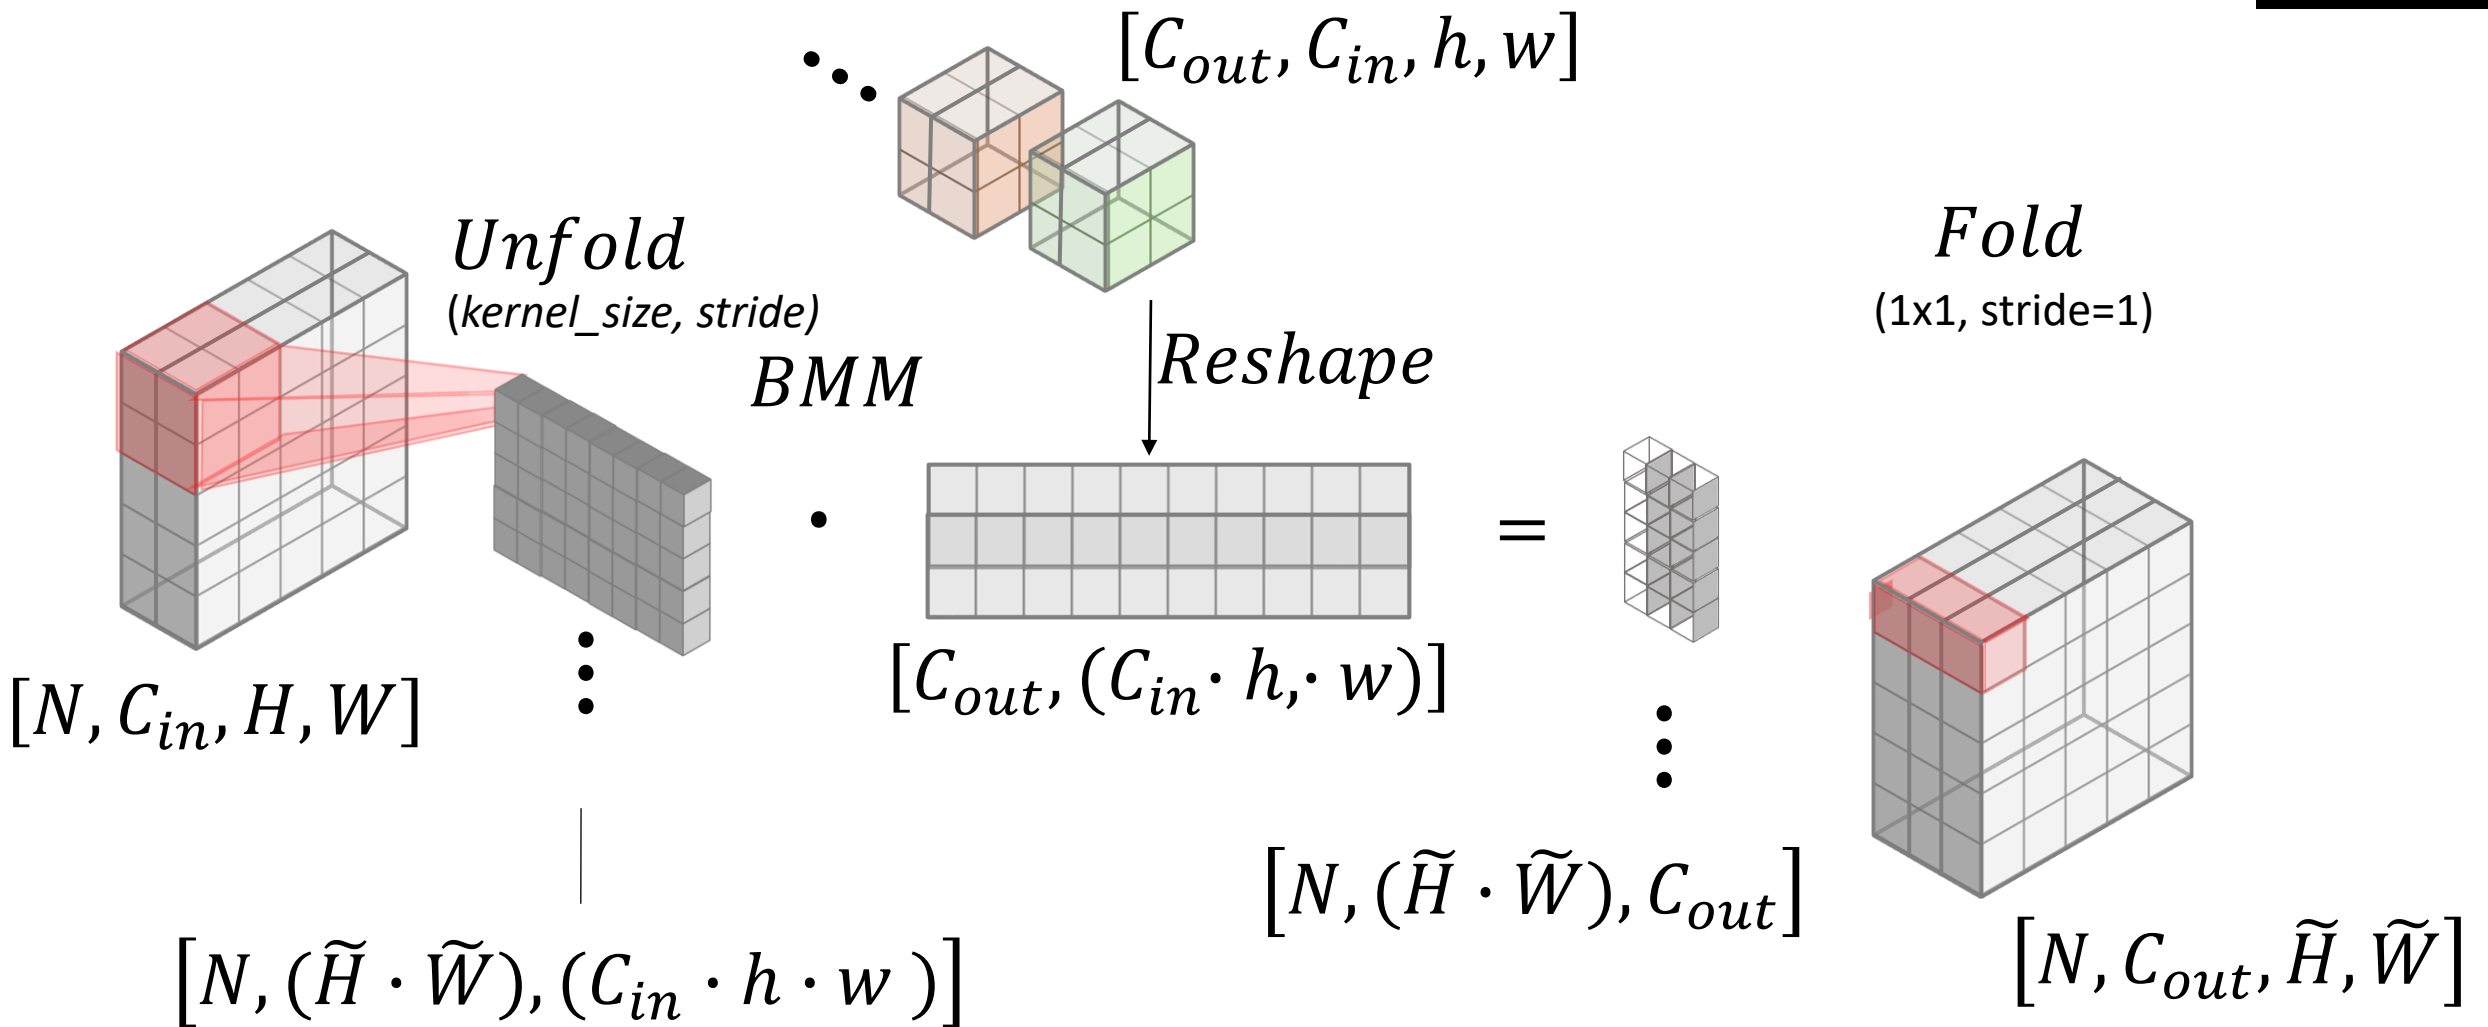 [C_out, C_in, h, w]
Unfold
(kernel_size, stride)
Fold
(1x1, stride=1)
BMM
Reshape
·
=
[N, C_in, H, W]
[C_out, (C_in · h, · w)]
[N, (H̃ · W̃), C_out]
[N, (H̃ · W̃), (C_in · h · w )]
[N, C_out, H̃, W̃]